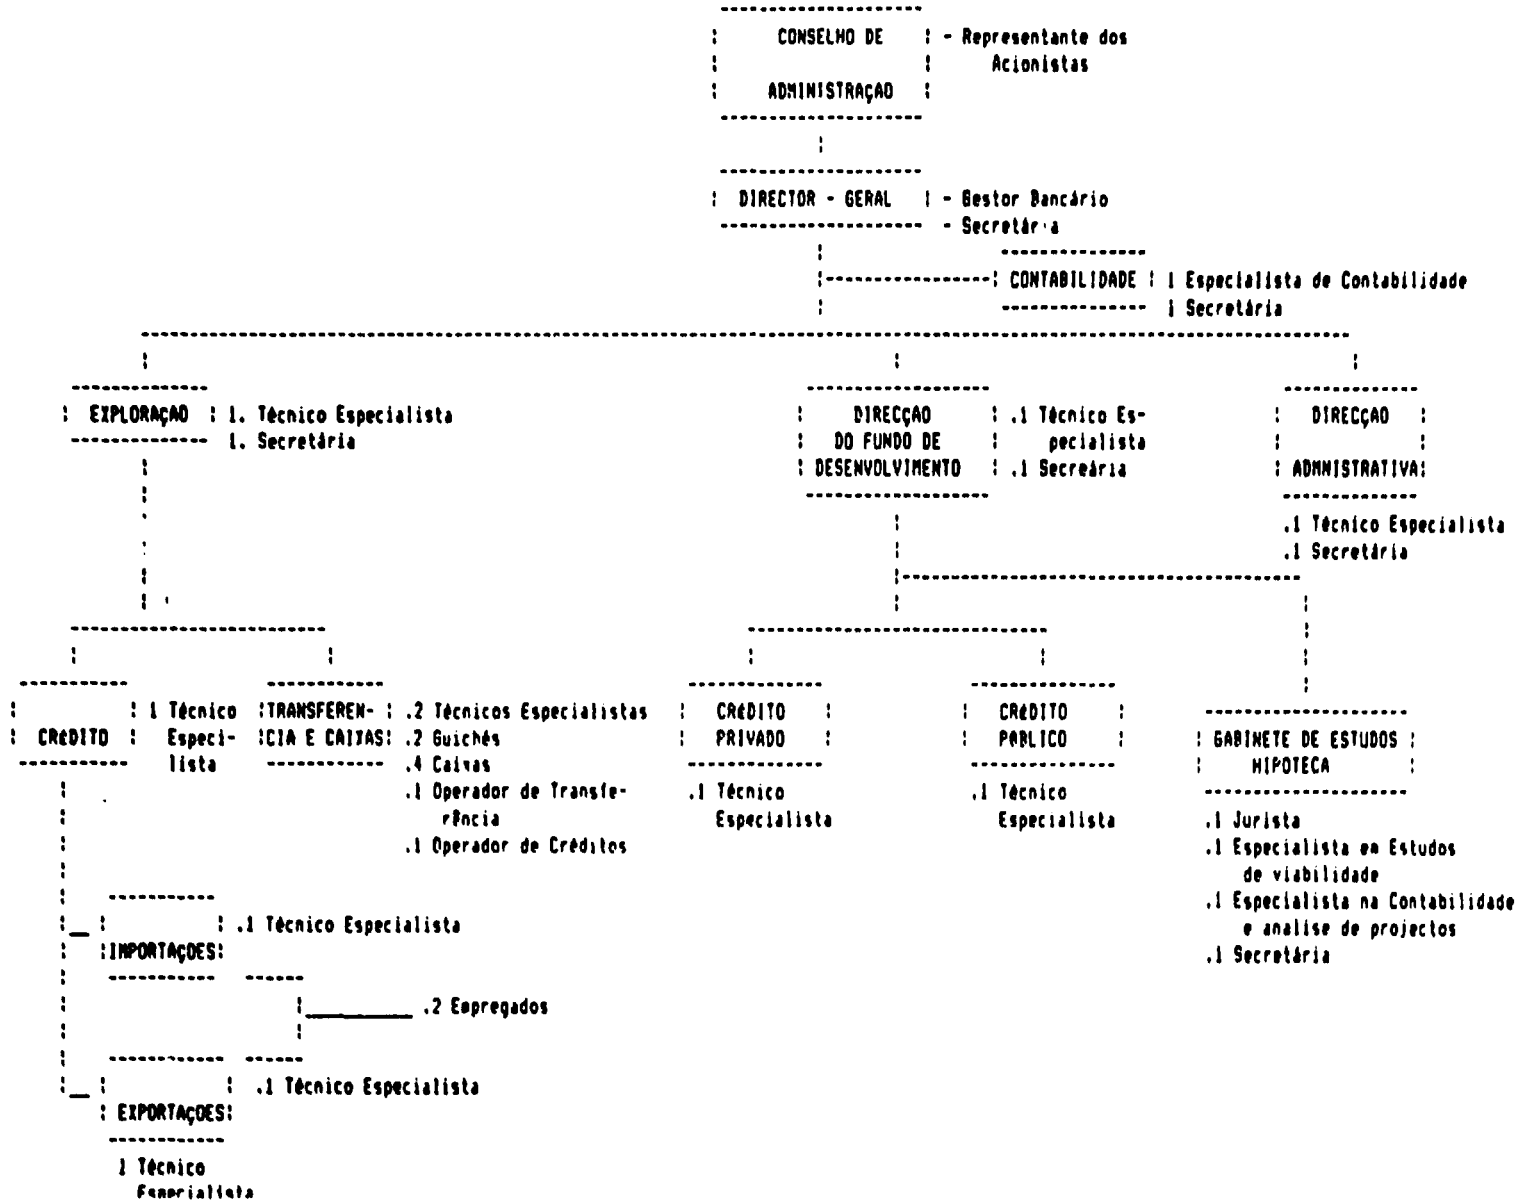 CONSELHO DE
ADMINISTRAÇAO
- Representante dos
Acionistas
DIRECTOR - GERAL
- Gestor Bancário
- Secretária
CONTABILIDADE
1 Especialista de Contabilidade
1 Secretária
EXPLORAÇAO
1. Técnico Especialista
1. Secretária
DIRECÇAO
DO FUNDO DE
DESENVOLVIMENTO
.1 Técnico Es-
pecialista
.1 Secreária
DIRECÇAO
ADMNISTRATIVA
.1 Técnico Especialista
.1 Secretária
CRéDITO
1 Técnico
Especi-
lista
TRANSFEREN-
CIA E CAIXAS
.2 Técnicos Especialistas
.2 Guichés
.4 Caixas
.1 Operador de Transfe-
rência
.1 Operador de Créditos
CRéDITO
PRIVADO
.1 Técnico
Especialista
CRéDITO
PúBLICO
.1 Técnico
Especialista
GABINETE DE ESTUDOS
HIPOTECA
.1 Jurista
.1 Especialista em Estudos
de viabilidade
.1 Especialista na Contabilidade
e analise de projectos
.1 Secretária
IMPORTAçOES
.1 Técnico Especialista
.2 Empregados
EXPORTAçOES
.1 Técnico Especialista
1 Técnico
Especialista